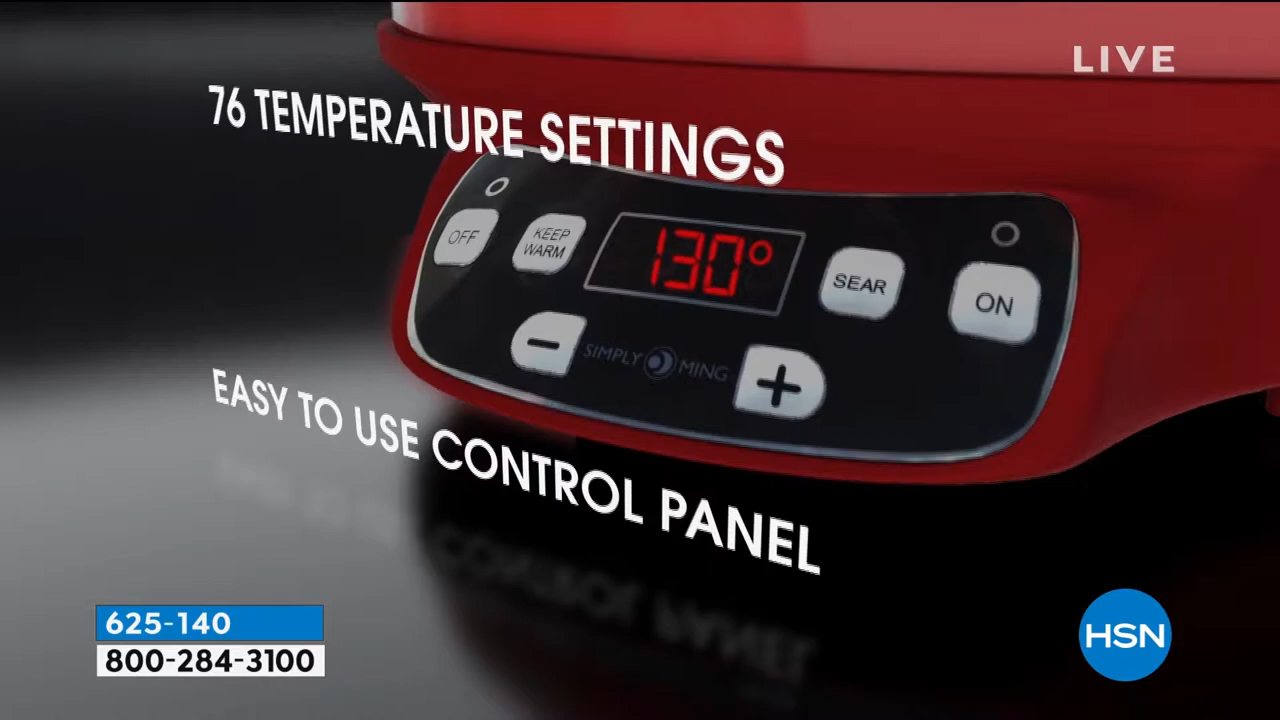 LIVE
76 TEMPERATURE SETTINGS
OFF
KEEP
WARM
130°
SEAR
ON
SIMPLY MING
EASY TO USE CONTROL PANEL
625-140
800-284-3100
HSN